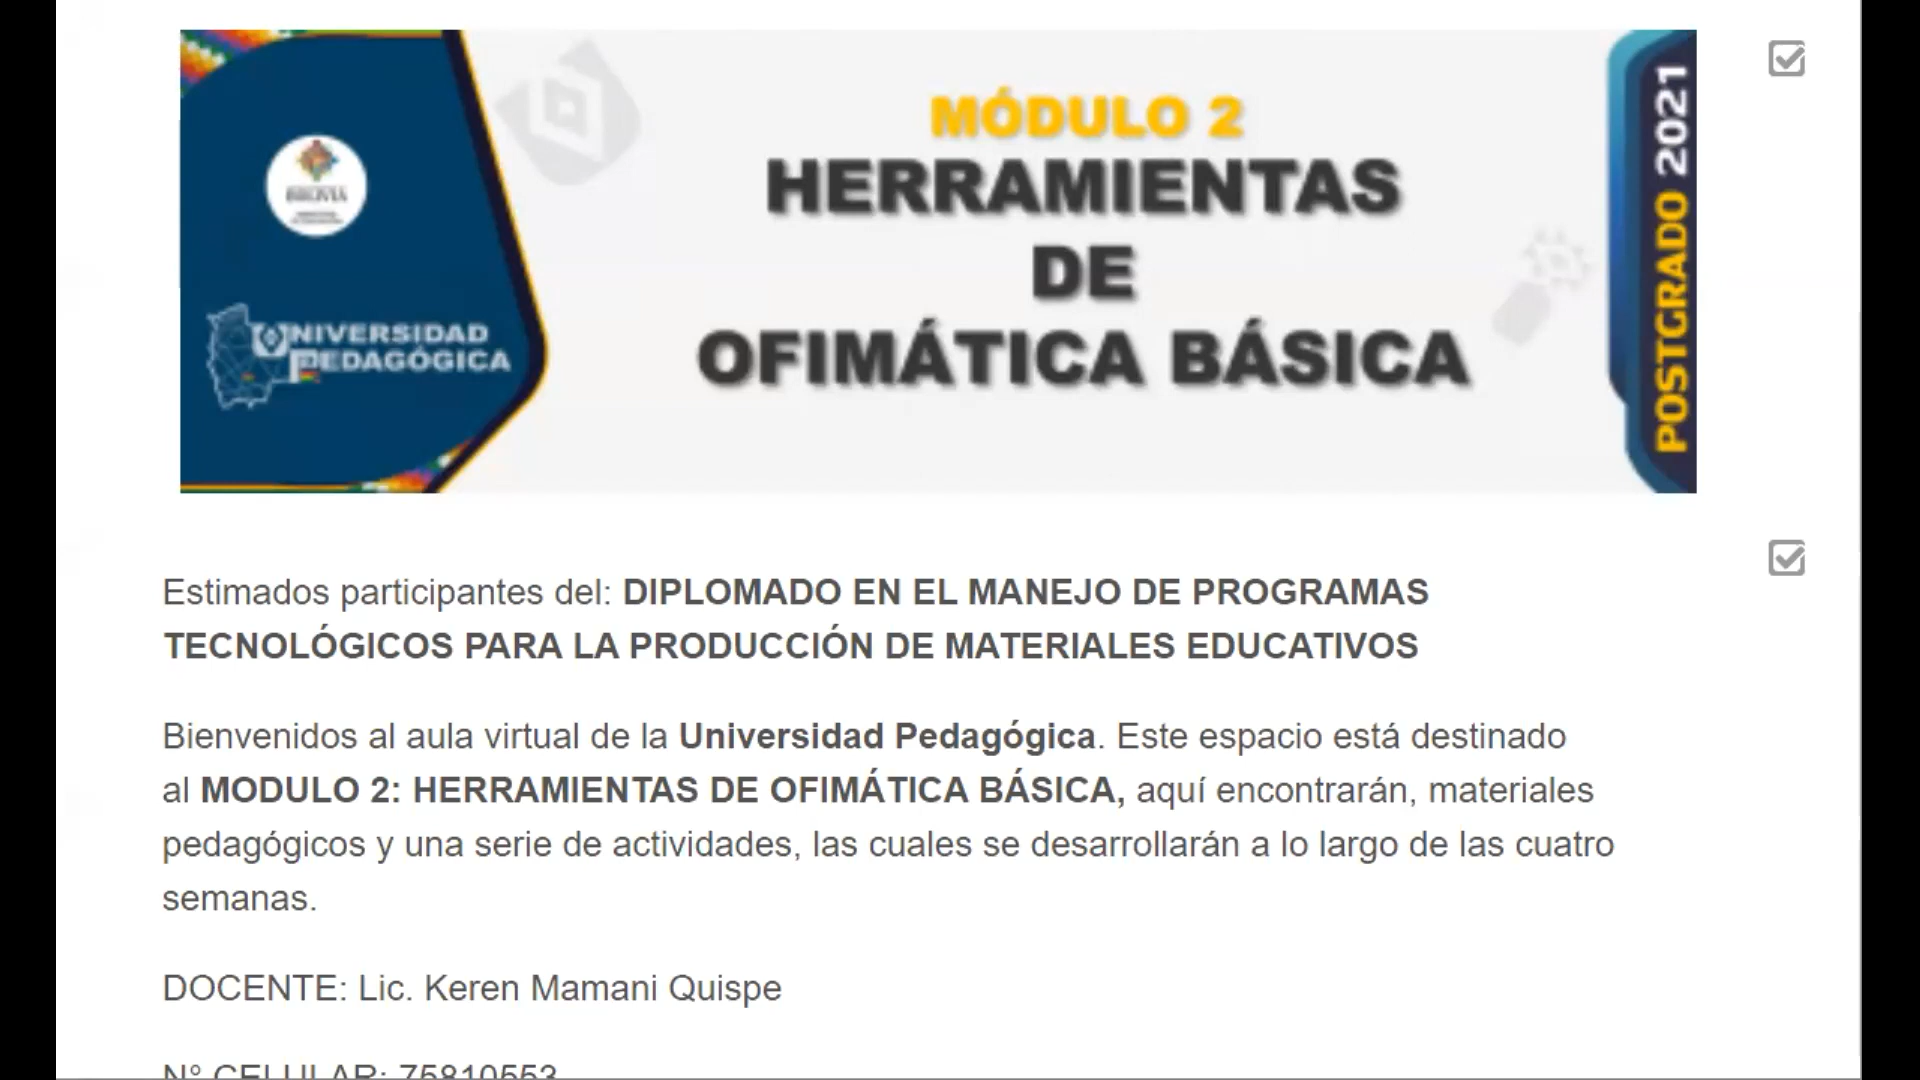 MÓDULO 2
HERRAMIENTAS
DE
OFIMÁTICA BÁSICA
BOLIVIA
UNIVERSIDAD
PEDAGÓGICA
POSTGRADO 2021
Estimados participantes del: DIPLOMADO EN EL MANEJO DE PROGRAMAS
TECNOLÓGICOS PARA LA PRODUCCIÓN DE MATERIALES EDUCATIVOS
Bienvenidos al aula virtual de la Universidad Pedagógica. Este espacio está destinado
al MODULO 2: HERRAMIENTAS DE OFIMÁTICA BÁSICA, aquí encontrarán, materiales
pedagógicos y una serie de actividades, las cuales se desarrollarán a lo largo de las cuatro
semanas.
DOCENTE: Lic. Keren Mamani Quispe
N° CELULAR: 75810553